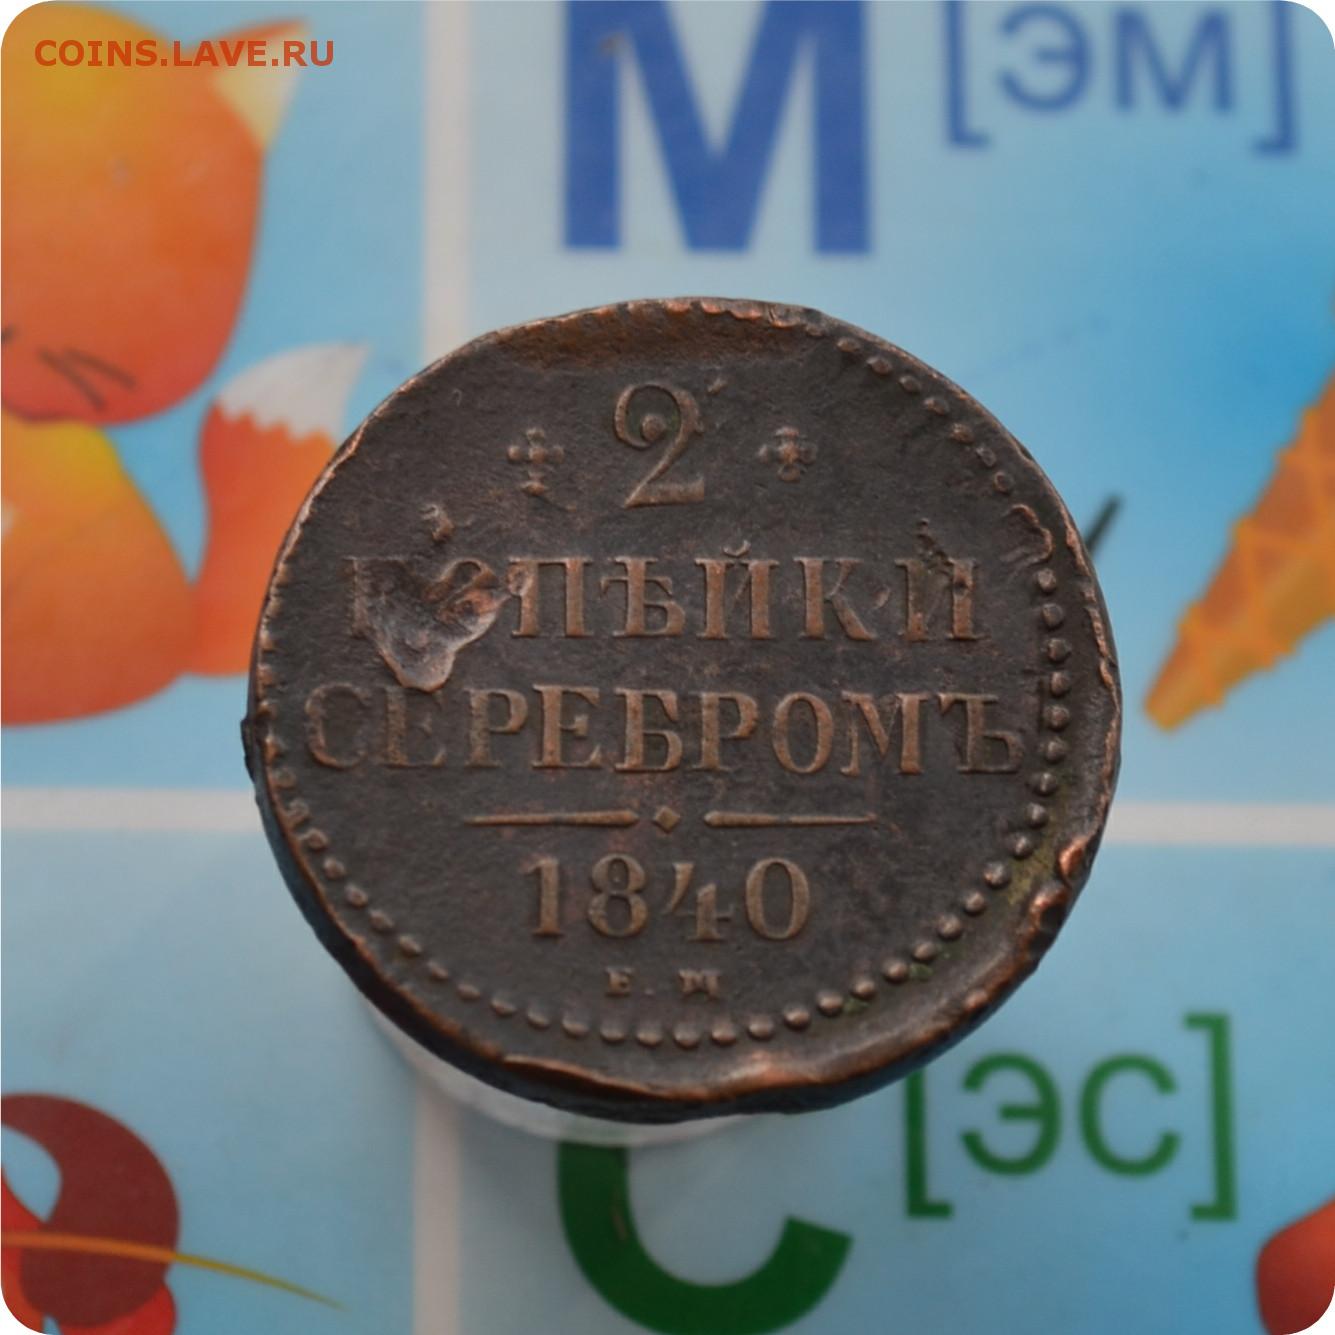 COINS.LAVE.RU
М [эм]
2
КОПѢЙКИ
СЕРЕБРОМЪ
1840
Е. М
С [эс]